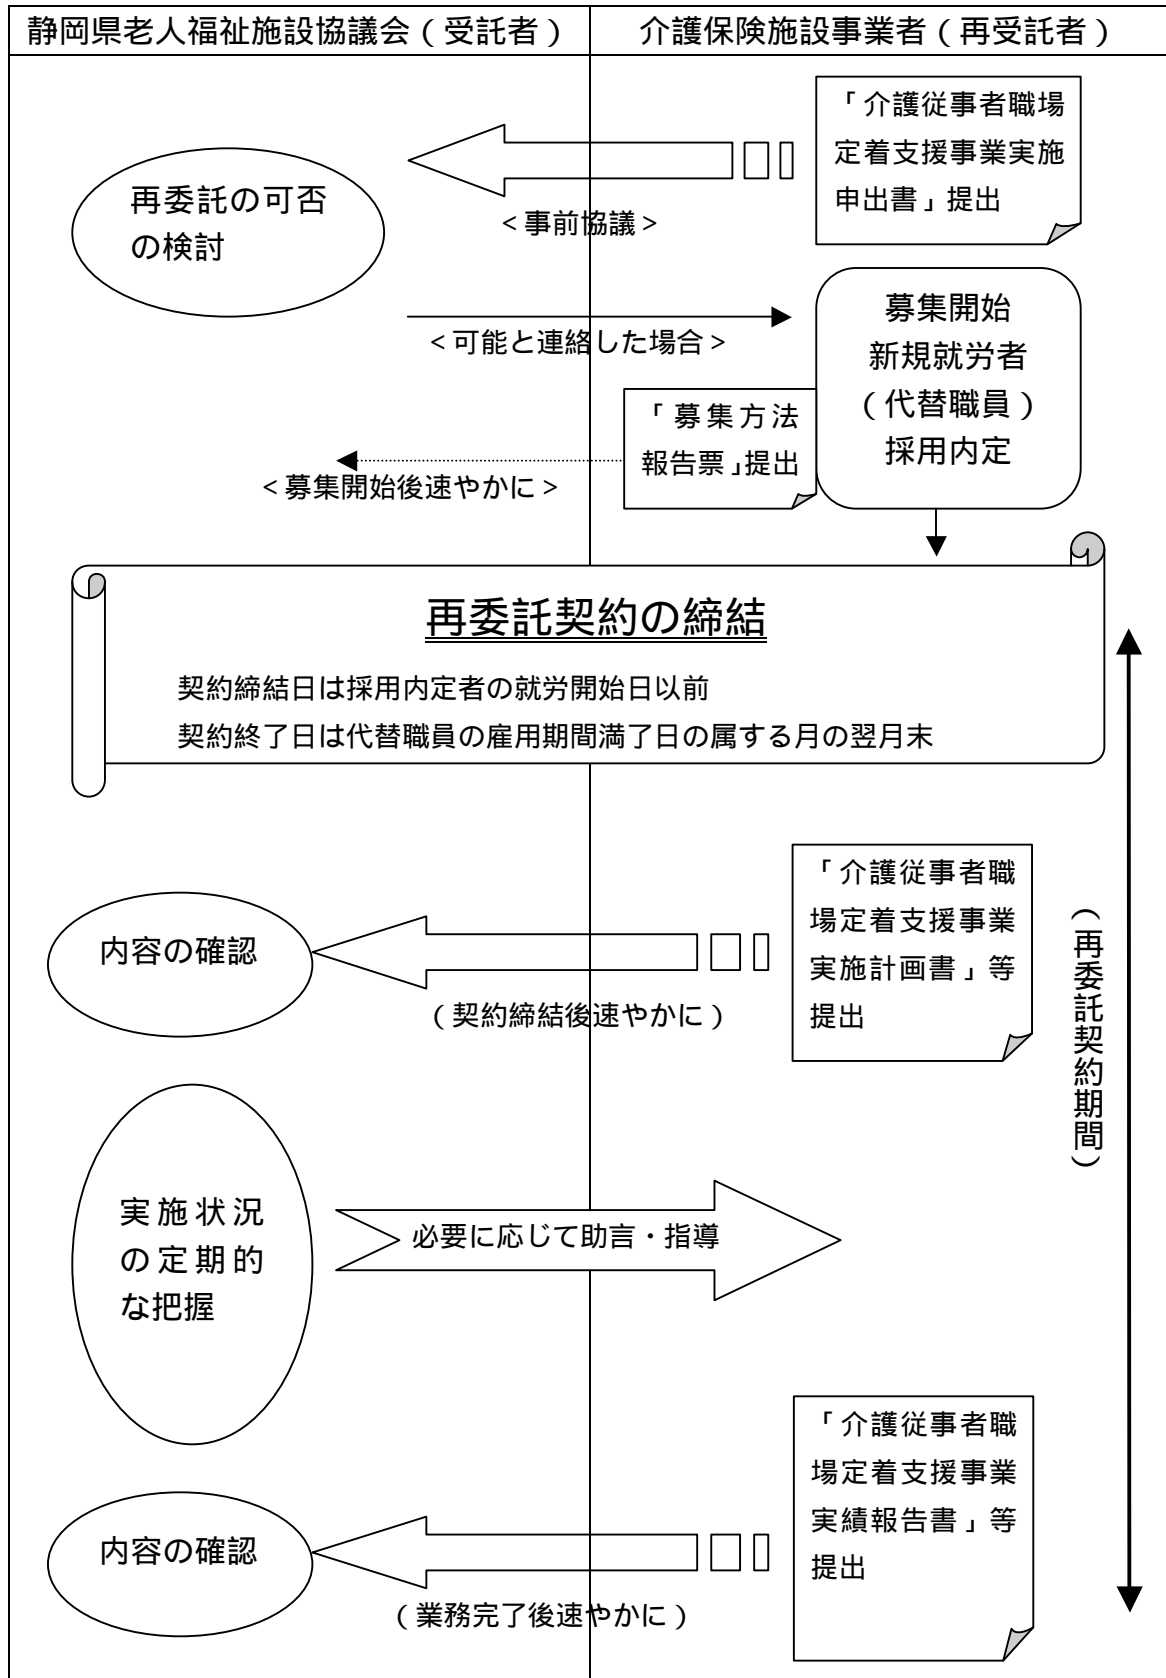 静岡県老人福祉施設協議会（受託者）
介護保険施設事業者（再受託者）
「介護従事者職場
定着支援事業実施
申出書」提出
再委託の可否
の検討
<事前協議>
<可能と連絡した場合>
募集開始
新規就労者
（代替職員）
採用内定
「募集方法
報告票」提出
<募集開始後速やかに>
再委託契約の締結
契約締結日は採用内定者の就労開始日以前
契約終了日は代替職員の雇用期間満了日の属する月の翌月末
「介護従事者職
場定着支援事業
実施計画書」等
提出
内容の確認
（契約締結後速やかに）
（再委託契約期間）
実施状況
の定期的
な把握
必要に応じて助言・指導
「介護従事者職
場定着支援事業
実績報告書」等
提出
内容の確認
（業務完了後速やかに）